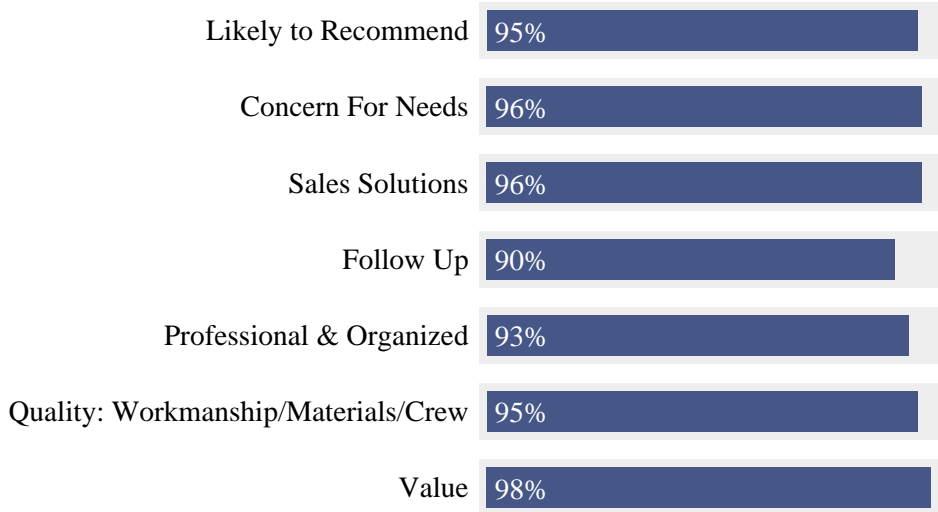 Likely to Recommend 95%
Concern For Needs 96%
Sales Solutions 96%
Follow Up 90%
Professional & Organized 93%
Quality: Workmanship/Materials/Crew 95%
Value 98%